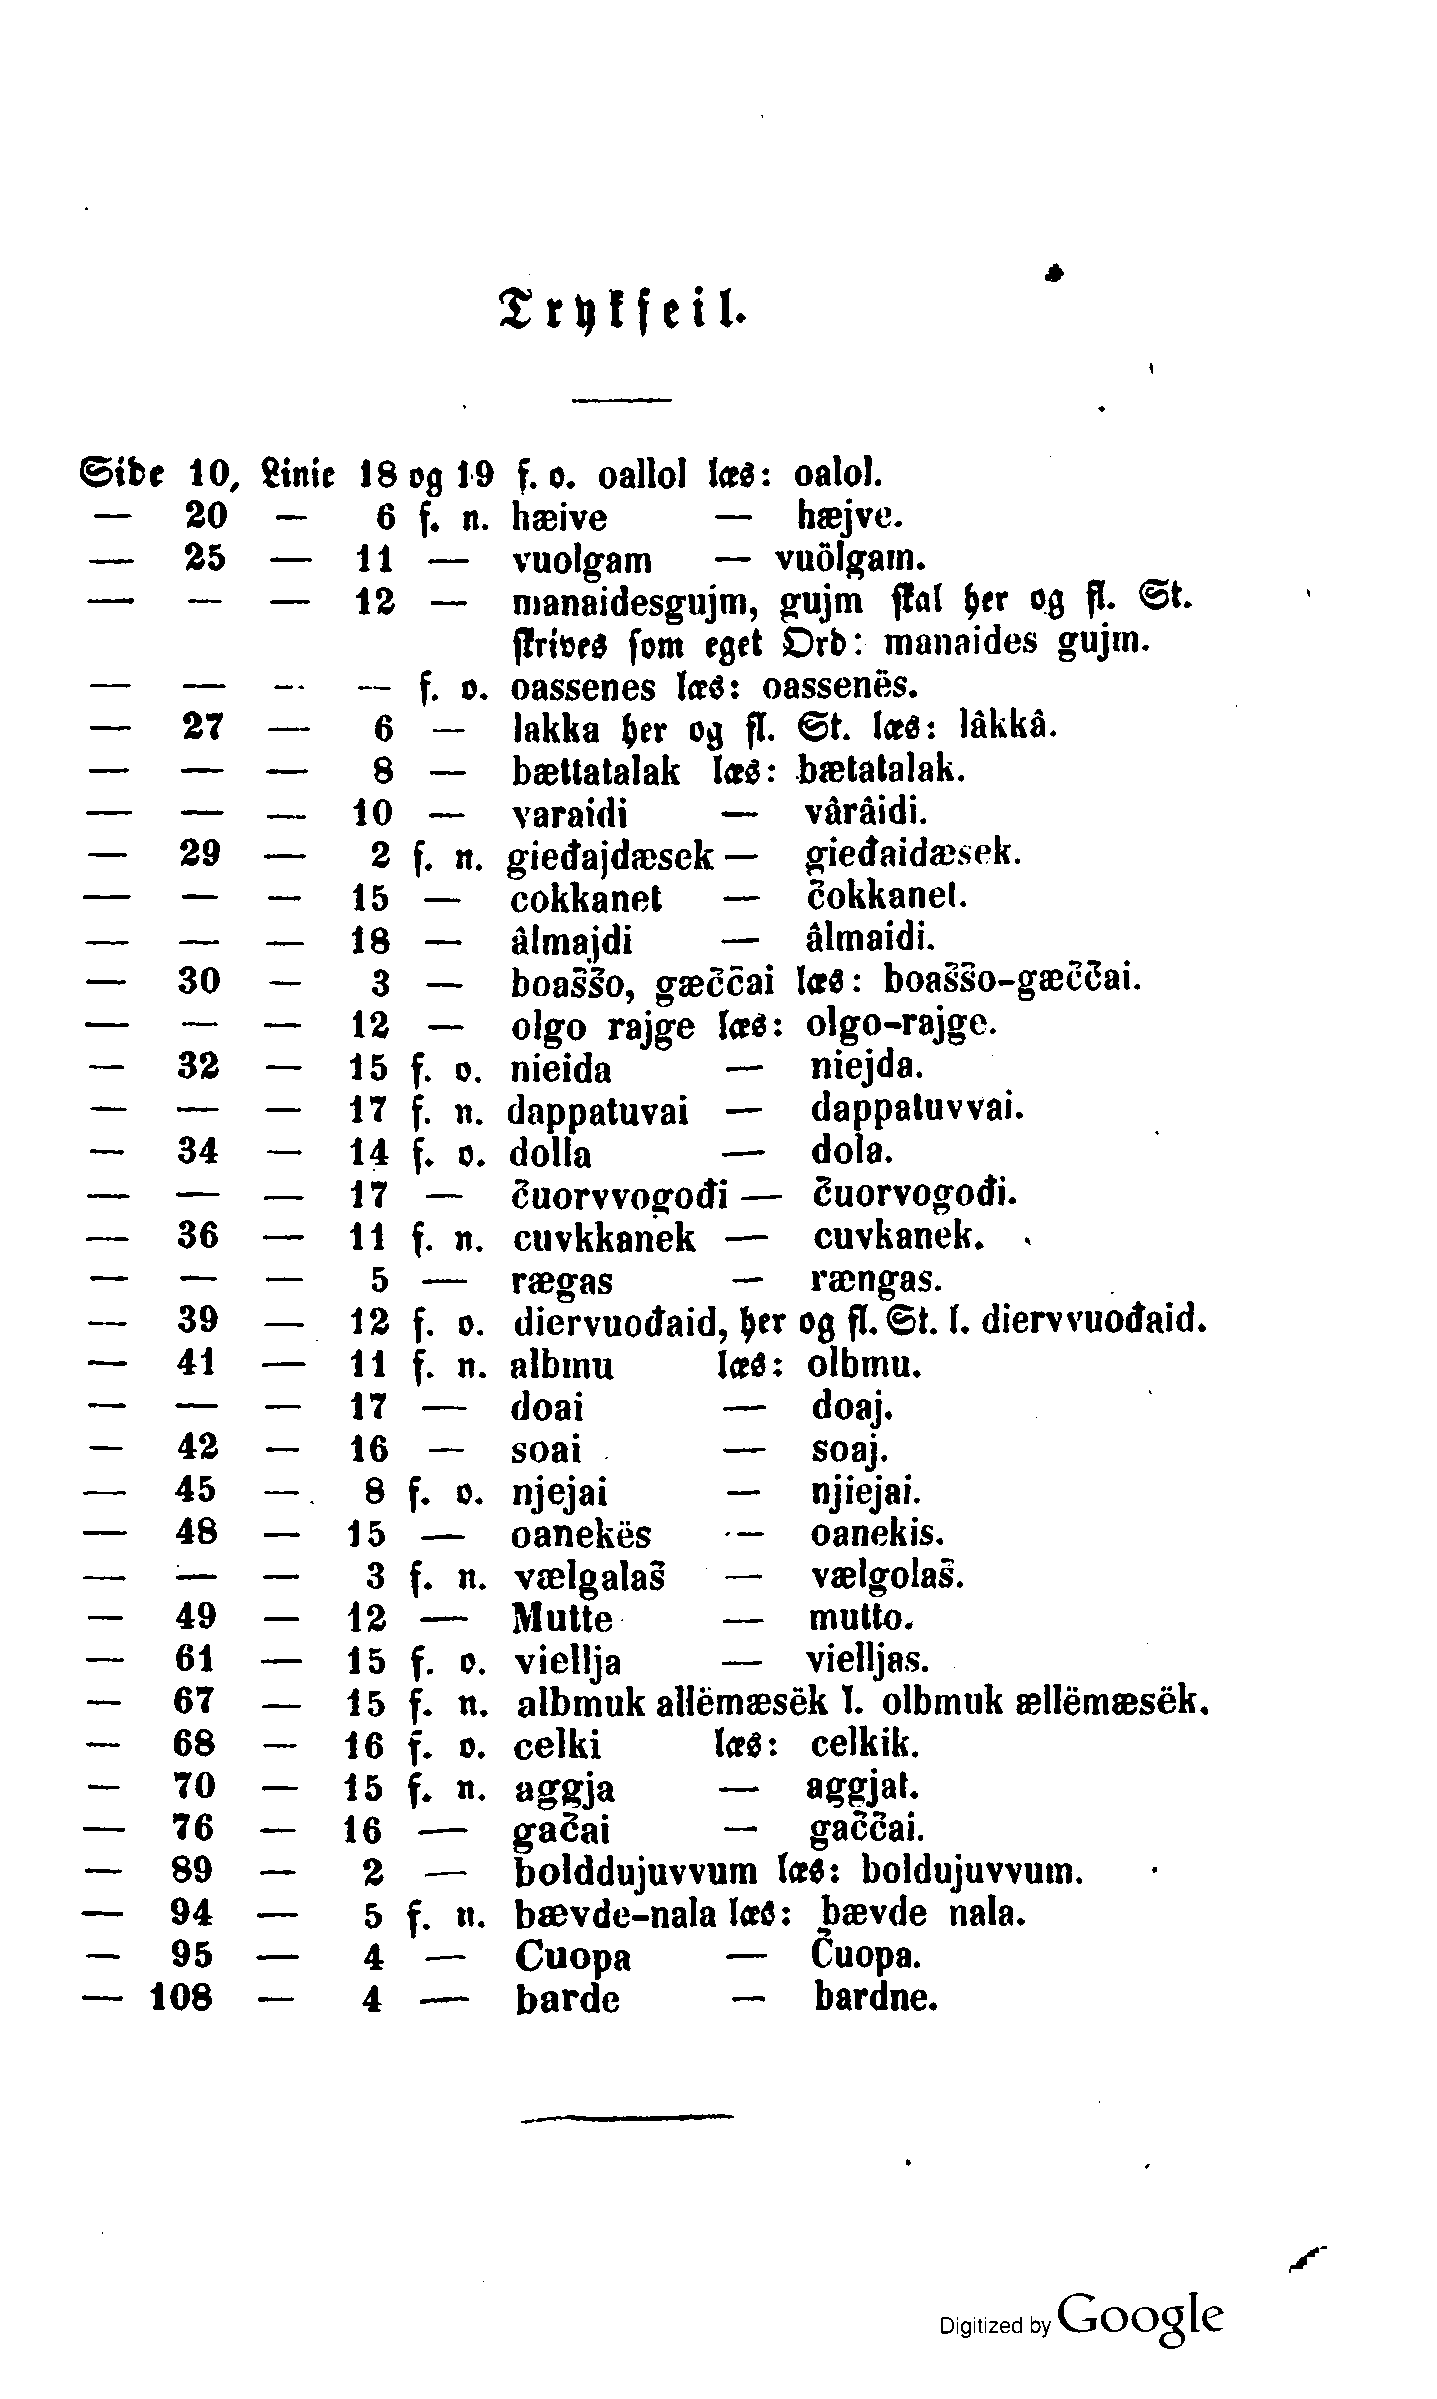 Trykfeil.
Side 10, Linie 18 og 19 f. o. oallol læs: oalol.
— 20 — 6 f. n. hæive — hæjve.
— 25 — 11 — vuolgam — vuölgam.
— — — 12 — manaidesgujm, gujm skal her og fl. St.
skrives som eget Ord: manaides gujm.
— — — — f. o. oassenes læs: oassenës.
— 27 — 6 — lakka her og fl. St. læs: lâkkâ.
— — — 8 — bættatalak læs: bætatalak.
— — — 10 — varaidi — vârâidi.
— 29 — 2 f. n. gieđajdæsek — gieđaidæsek.
— — — 15 — cokkanet — c̄okkanet.
— — — 18 — âlmajdi — âlmaidi.
— 30 — 3 — boaššo, gæččai læs: boaššo-gæččai.
— — — 12 — olgo rajge læs: olgo-rajge.
— 32 — 15 f. o. nieida — niejda.
— — — 17 f. n. dappatuvai — dappatuvvai.
— 34 — 14 f. o. dolla — dola.
— — — 17 — čuorvvogođi — čuorvogođi.
— 36 — 11 f. n. cuvkkanek — cuvkanek.
— — — 5 — rægas — rængas.
— 39 — 12 f. o. diervuođaid, her og fl. St. l. diervvuođaid.
— 41 — 11 f. n. albmu læs: olbmu.
— — — 17 — doai — doaj.
— 42 — 16 — soai — soaj.
— 45 — 8 f. o. njejai — njiejai.
— 48 — 15 — oanekës — oanekis.
— — — 3 f. n. vælgalaš — vælgolaš.
— 49 — 12 — Mutte — mutto.
— 61 — 15 f. o. viellja — vielljas.
— 67 — 15 f. n. albmuk allëmæsëk l. olbmuk ællëmæsëk.
— 68 — 16 f. o. celki læs: celkik.
— 70 — 15 f. n. aggja — aggjat.
— 76 — 16 — gačai — gaččai.
— 89 — 2 — bolddujuvvum læs: boldujuvvum.
— 94 — 5 f. n. bævde-nala læs: bævde nala.
— 95 — 4 — Cuopa — Čuopa.
— 108 — 4 — barde — bardne.
Digitized by Google